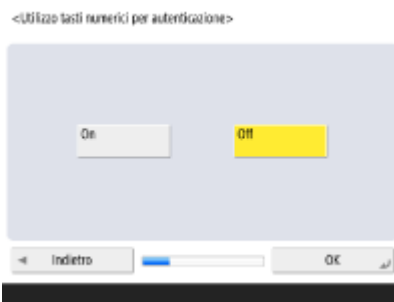 <Utilizzo tasti numerici per autenticazione>
On
Off
Indietro
OK